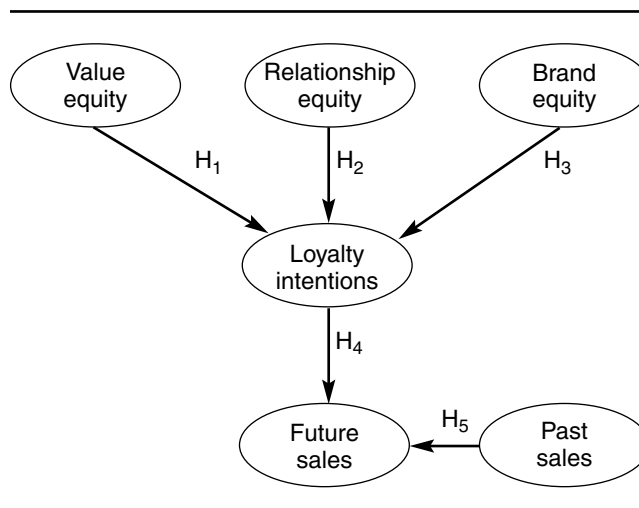 Value
equity
Relationship
equity
Brand
equity
H₁
H₂
H₃
Loyalty
intentions
H₄
Future
sales
H₅
Past
sales